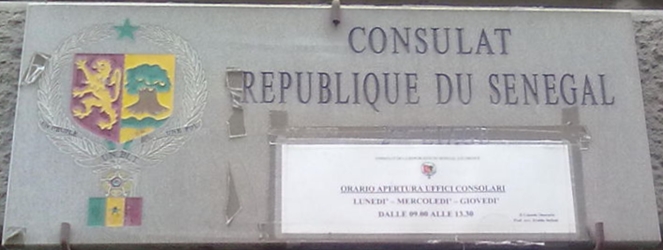 CONSULAT
REPUBLIQUE DU SENEGAL
ORARIO APERTURA UFFICI CONSOLARI
LUNEDI' – MERCOLEDI' – GIOVEDI'
DALLE 09.00 ALLE 13.30